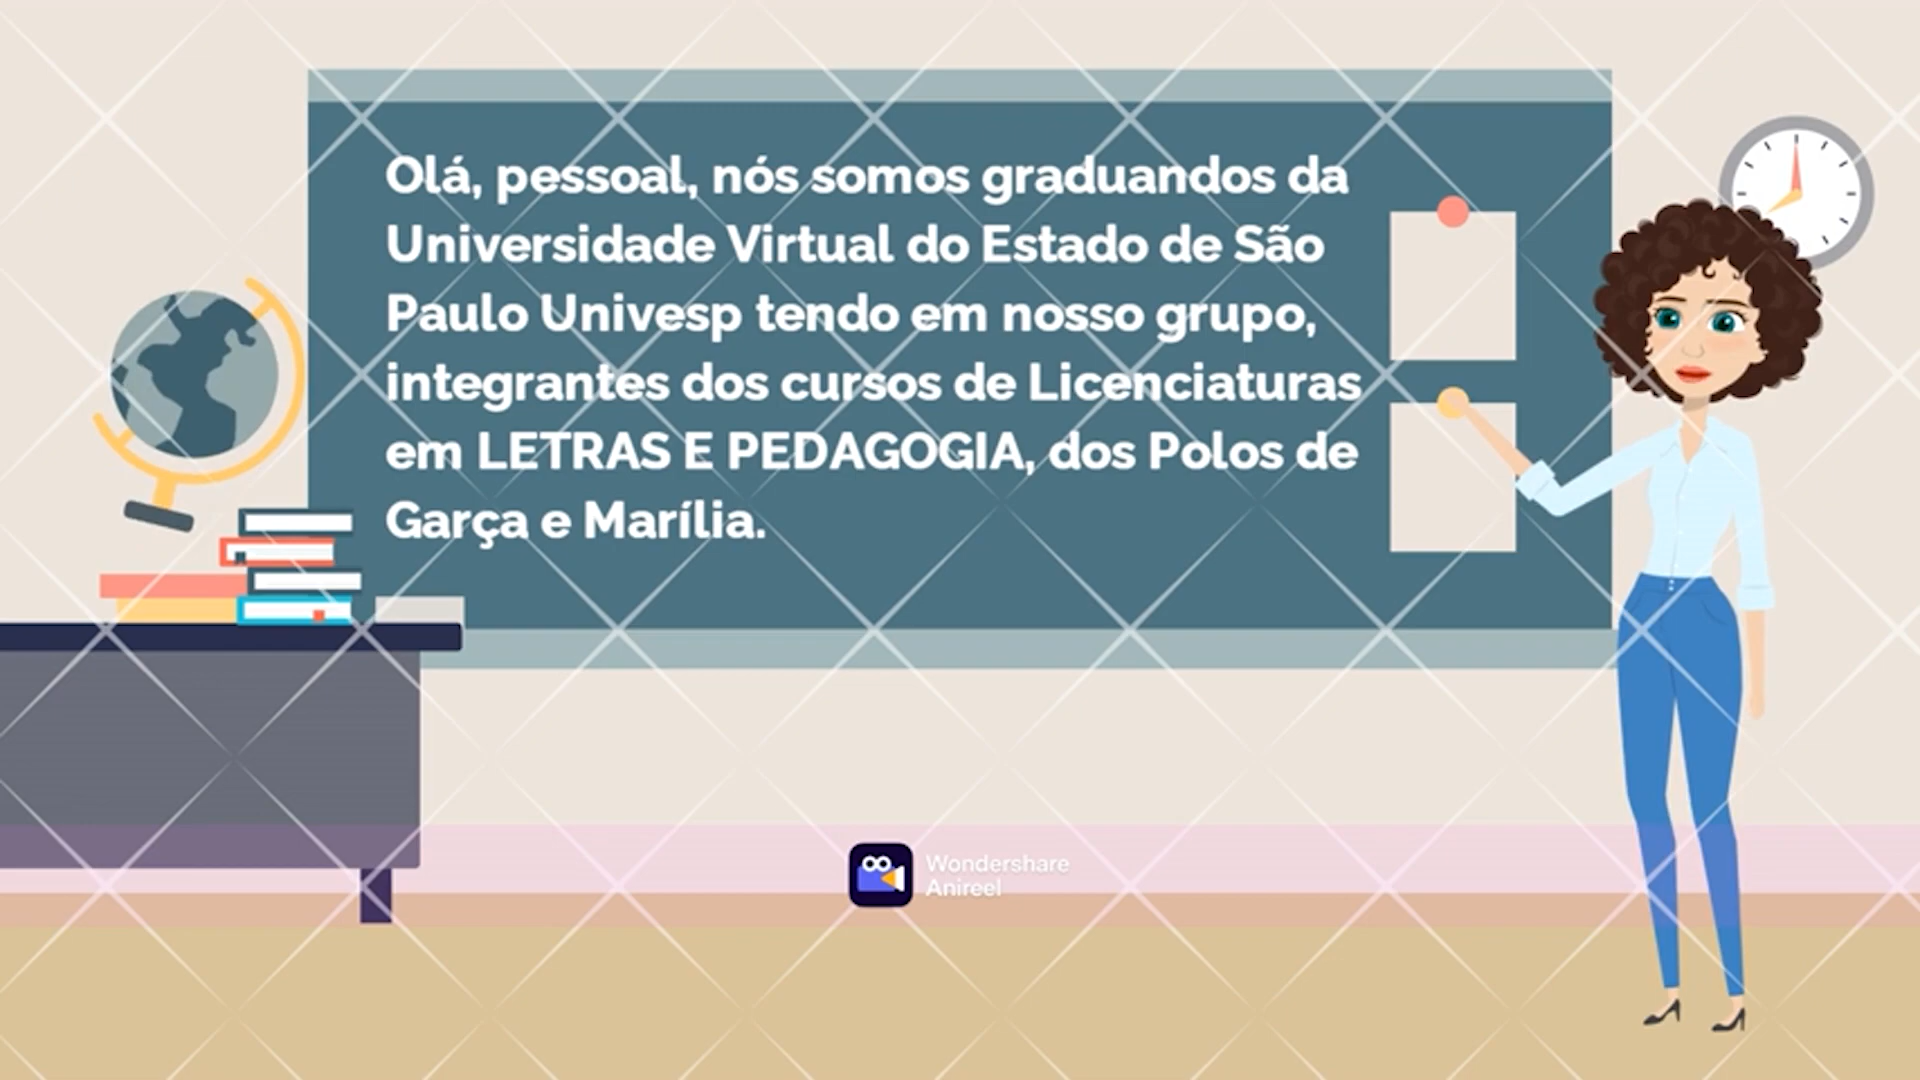 Olá, pessoal, nós somos graduandos da
Universidade Virtual do Estado de São
Paulo Univesp tendo em nosso grupo,
integrantes dos cursos de Licenciaturas
em LETRAS E PEDAGOGIA, dos Polos de
Garça e Marília.
Wondershare
Anireel